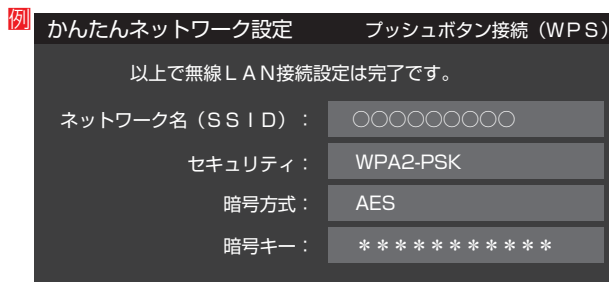 例
かんたんネットワーク設定 プッシュボタン接続（ＷＰＳ）
以上で無線ＬＡＮ接続設定は完了です。
ネットワーク名（ＳＳＩＤ）： ○○○○○○○○○
セキュリティ： WPA2-PSK
暗号方式： AES
暗号キー： ＊＊＊＊＊＊＊＊＊＊＊